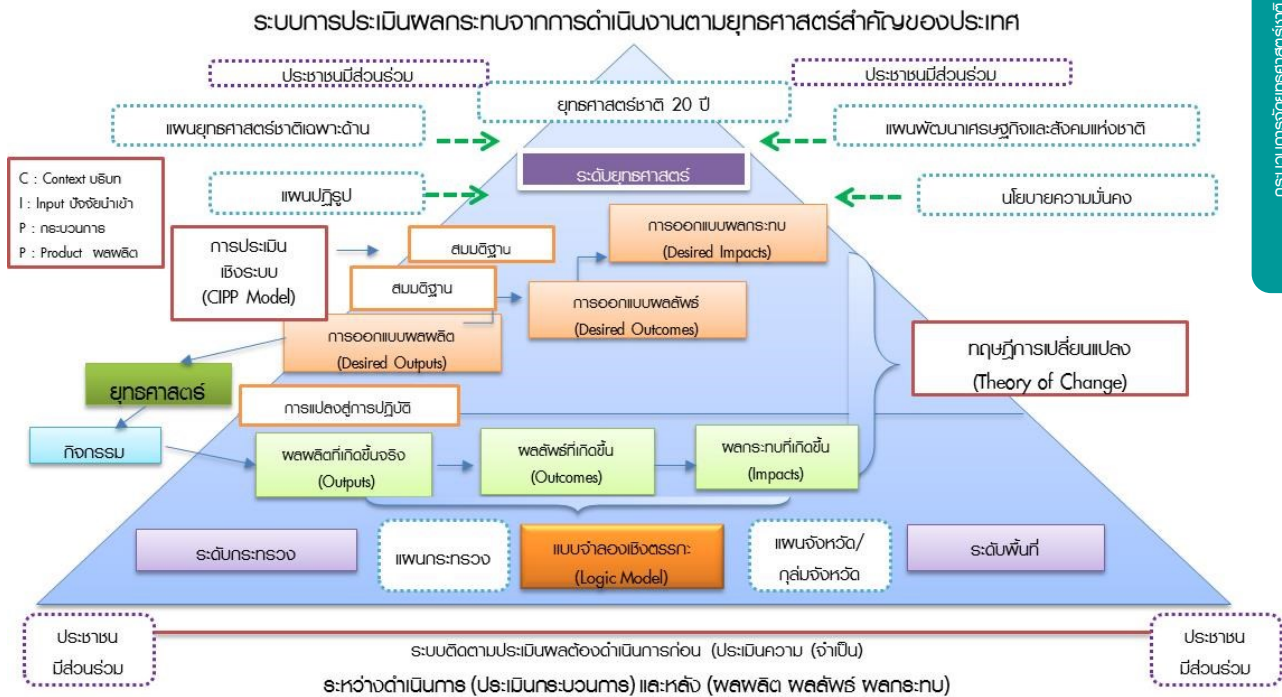 ระบบการประเมินผลกระทบจากการดำเนินงานตามยุทธศาสตร์สำคัญของประเทศ
ประชาชนมีส่วนร่วม
ประชาชนมีส่วนร่วม
ยุทธศาสตร์ชาติ 20 ปี
แผนยุทธศาสตร์ชาติเฉพาะด้าน
แผนพัฒนาเศรษฐกิจและสังคมแห่งชาติ
ระดับยุทธศาสตร์
แผนปฏิรูป
นโยบายความมั่นคง
C : Context บริบท
I : Input ปัจจัยนำเข้า
P : กระบวนการ
P : Product ผลผลิต
การประเมิน
เชิงระบบ
(CIPP Model)
สมมติฐาน
การออกแบบผลกระทบ
(Desired Impacts)
สมมติฐาน
การออกแบบผลลัพธ์
(Desired Outcomes)
การออกแบบผลผลิต
(Desired Outputs)
ทฤษฎีการเปลี่ยนแปลง
(Theory of Change)
ยุทธศาสตร์
การแปลงสู่การปฏิบัติ
กิจกรรม
ผลผลิตที่เกิดขึ้นจริง
(Outputs)
ผลลัพธ์ที่เกิดขึ้น
(Outcomes)
ผลกระทบที่เกิดขึ้น
(Impacts)
ระดับกระทรวง
แผนกระทรวง
แบบจำลองเชิงตรรกะ
(Logic Model)
แผนจังหวัด/
กลุ่มจังหวัด
ระดับพื้นที่
ประชาชน
มีส่วนร่วม
ระบบติดตามประเมินผลต้องดำเนินการก่อน (ประเมินความ (จำเป็น)
ระหว่างดำเนินการ (ประเมินกระบวนการ) และหลัง (ผลผลิต ผลลัพธ์ ผลกระทบ)
ประชาชน
มีส่วนร่วม